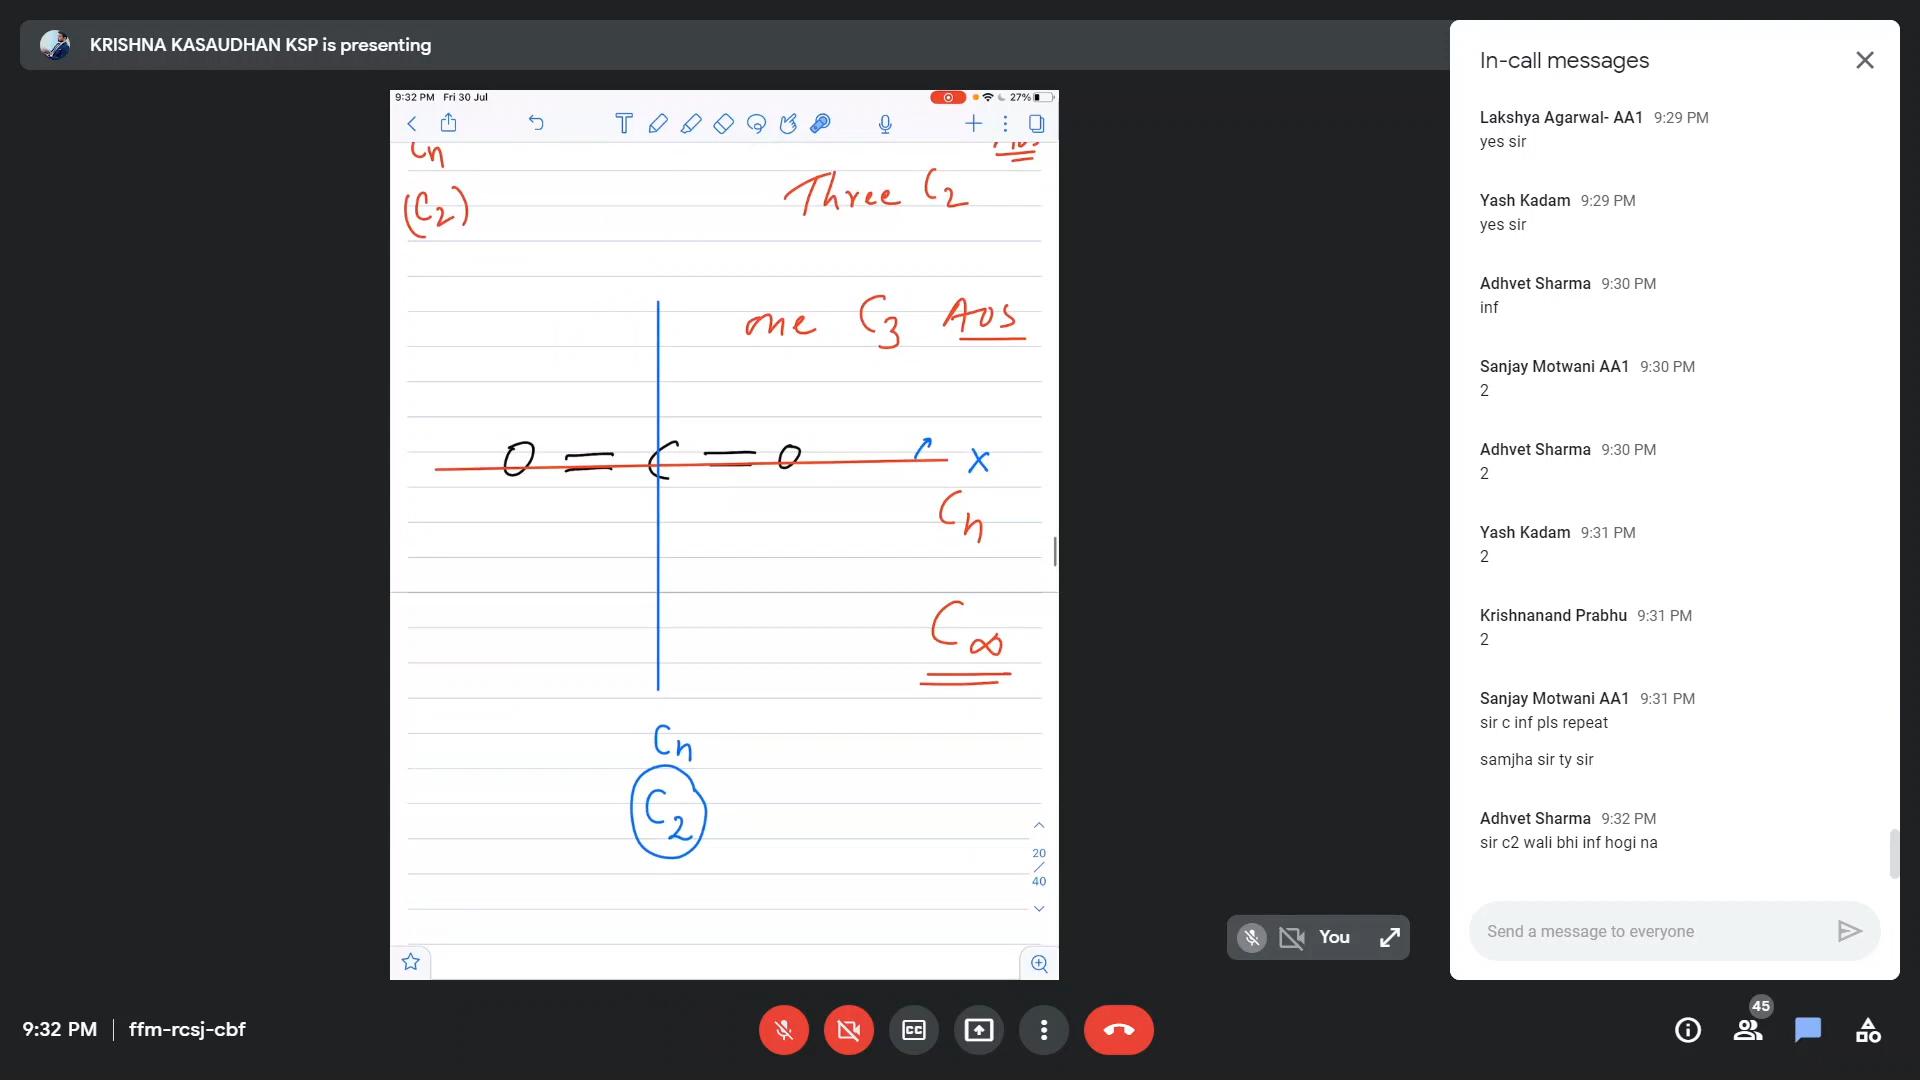 KRISHNA KASAUDHAN KSP is presenting
9:32 PM Fri 30 Jul
27%
Cn
(C2)
Three C2
one C3 AOS
O = C = O
x
Cn
C∞
Cn
C2
20
/
40
In-call messages
Lakshya Agarwal- AA1 9:29 PM
yes sir
Yash Kadam 9:29 PM
yes sir
Adhvet Sharma 9:30 PM
inf
Sanjay Motwani AA1 9:30 PM
2
Adhvet Sharma 9:30 PM
2
Yash Kadam 9:31 PM
2
Krishnanand Prabhu 9:31 PM
2
Sanjay Motwani AA1 9:31 PM
sir c inf pls repeat
samjha sir ty sir
Adhvet Sharma 9:32 PM
sir c2 wali bhi inf hogi na
Send a message to everyone
You
9:32 PM | ffm-rcsj-cbf
CC
45